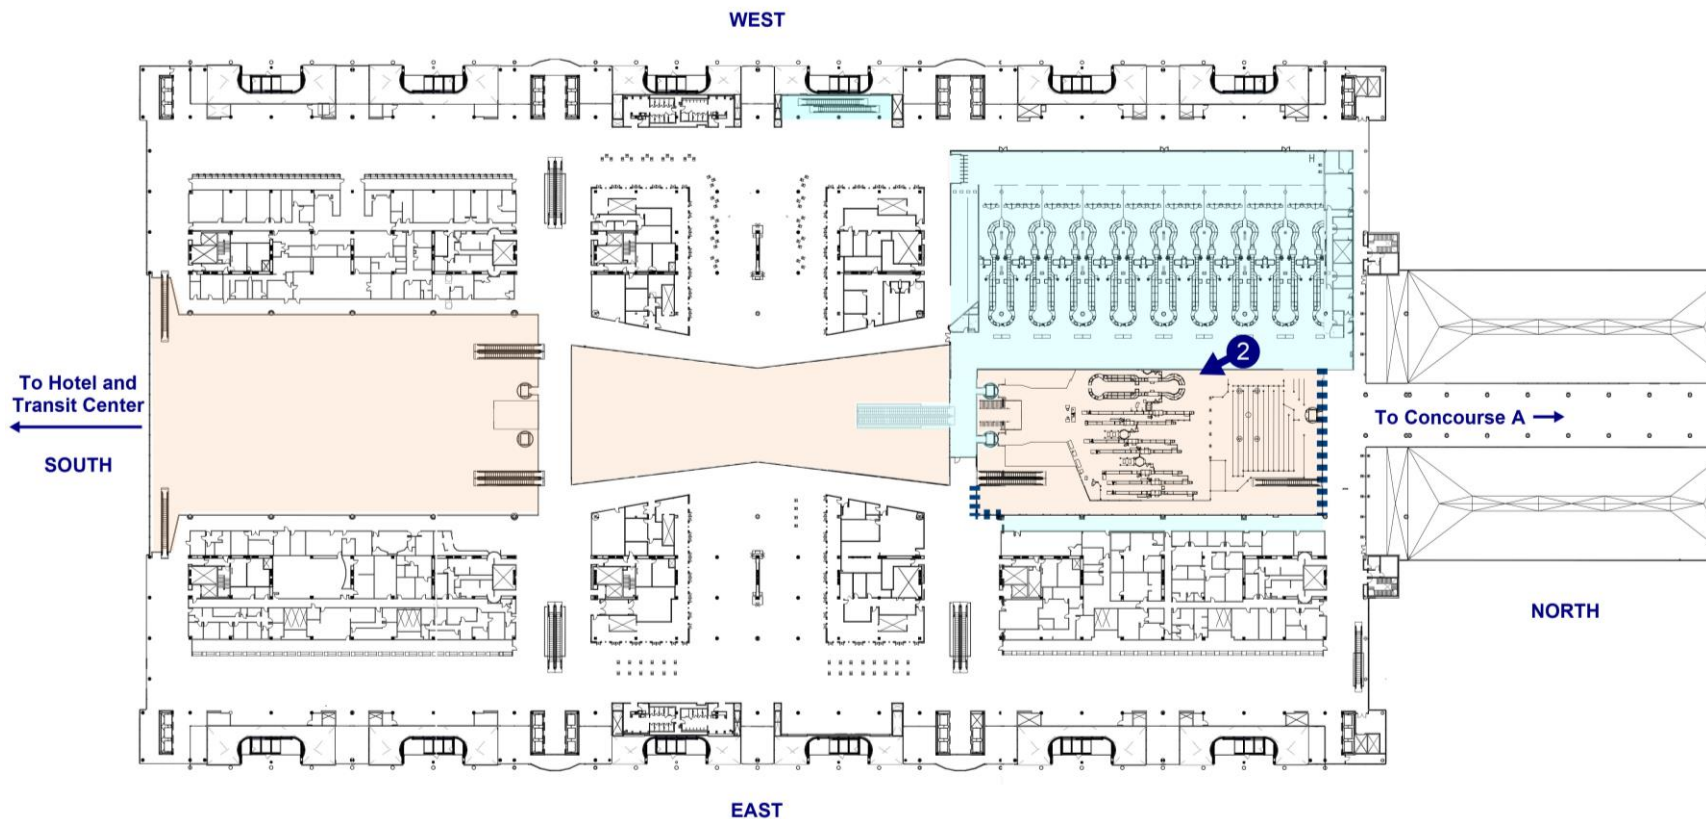 WEST
H
2
To Hotel and
Transit Center
To Concourse A
SOUTH
NORTH
EAST